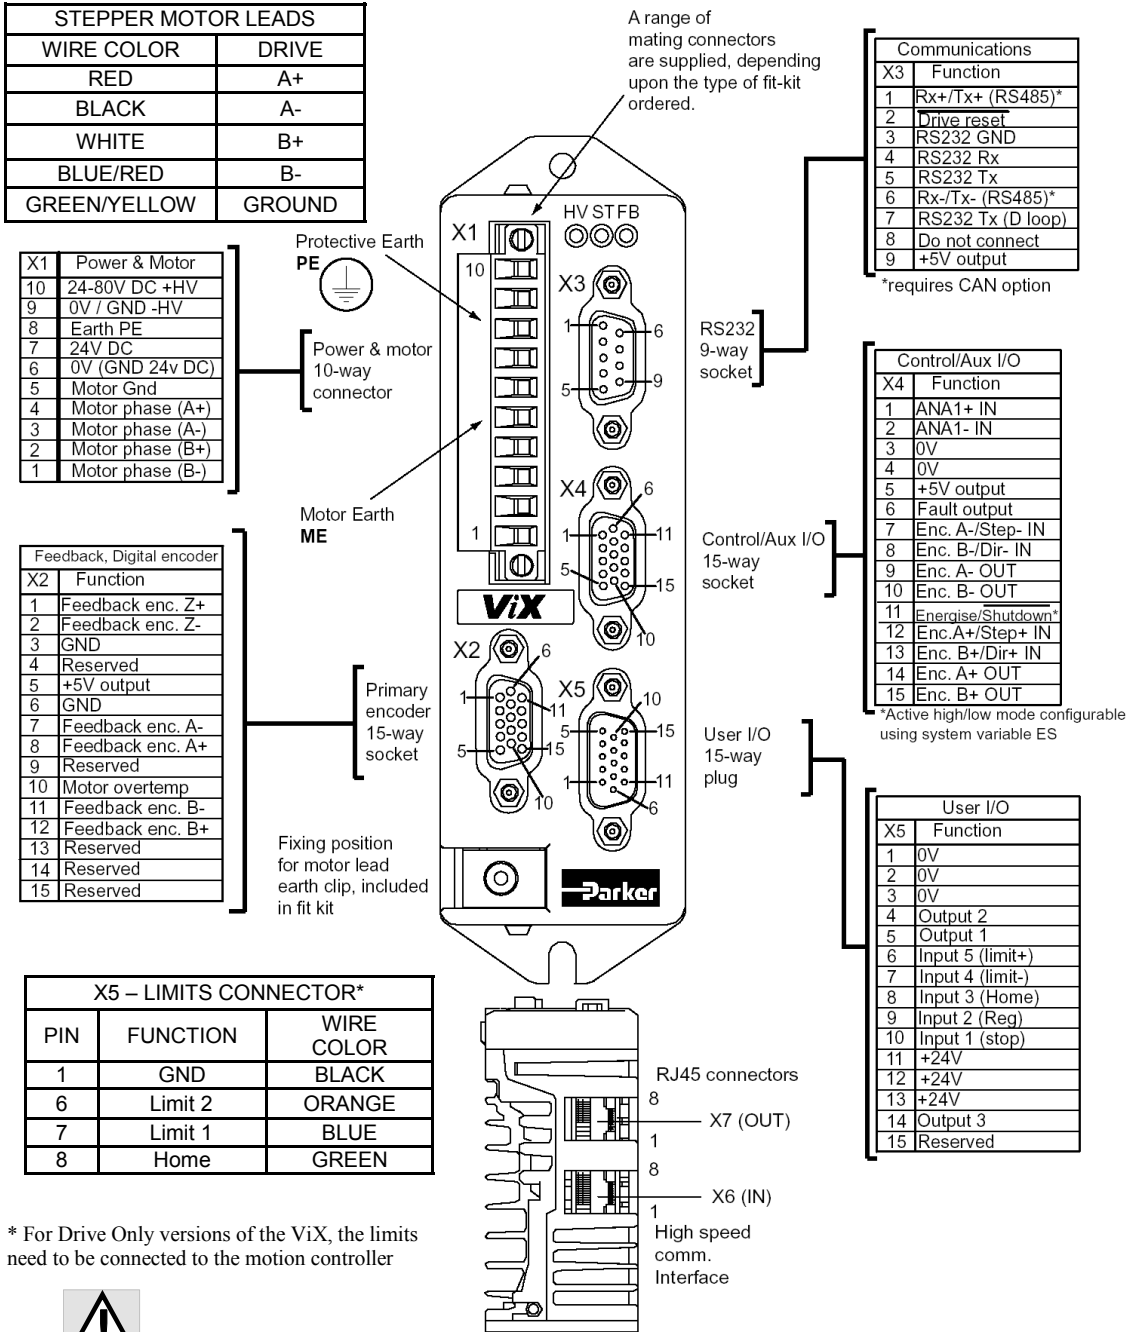 STEPPER MOTOR LEADS
WIRE COLOR DRIVE
RED A+
BLACK A-
WHITE B+
BLUE/RED B-
GREEN/YELLOW GROUND
A range of
mating connectors
are supplied, depending
upon the type of fit-kit
ordered.
Communications
X3 Function
1 Rx+/Tx+ (RS485)*
2 Drive reset
3 RS232 GND
4 RS232 Rx
5 RS232 Tx
6 Rx-/Tx- (RS485)*
7 RS232 Tx (D loop)
8 Do not connect
9 +5V output
*requires CAN option
X1 Power & Motor
10 24-80V DC +HV
9 0V / GND -HV
8 Earth PE
7 24V DC
6 0V (GND 24v DC)
5 Motor Gnd
4 Motor phase (A+)
3 Motor phase (A-)
2 Motor phase (B+)
1 Motor phase (B-)
Protective Earth
PE
Power & motor
10-way
connector
Motor Earth
ME
HV ST FB
X1
10
1
X3
1
6
5
9
RS232
9-way
socket
X4
6
1
11
5
15
10
Control/Aux I/O
15-way
socket
Control/Aux I/O
X4 Function
1 ANA1+ IN
2 ANA1- IN
3 0V
4 0V
5 +5V output
6 Fault output
7 Enc. A-/Step- IN
8 Enc. B-/Dir- IN
9 Enc. A- OUT
10 Enc. B- OUT
11 Energise/Shutdown*
12 Enc.A+/Step+ IN
13 Enc. B+/Dir+ IN
14 Enc. A+ OUT
15 Enc. B+ OUT
*Active high/low mode configurable
using system variable ES
Feedback, Digital encoder
X2 Function
1 Feedback enc. Z+
2 Feedback enc. Z-
3 GND
4 Reserved
5 +5V output
6 GND
7 Feedback enc. A-
8 Feedback enc. A+
9 Reserved
10 Motor overtemp
11 Feedback enc. B-
12 Feedback enc. B+
13 Reserved
14 Reserved
15 Reserved
Primary
encoder
15-way
socket
ViX
X2
6
1
11
5
15
10
X5
10
5
15
1
11
6
User I/O
15-way
plug
Fixing position
for motor lead
earth clip, included
in fit kit
Parker
User I/O
X5 Function
1 0V
2 0V
3 0V
4 Output 2
5 Output 1
6 Input 5 (limit+)
7 Input 4 (limit-)
8 Input 3 (Home)
9 Input 2 (Reg)
10 Input 1 (stop)
11 +24V
12 +24V
13 +24V
14 Output 3
15 Reserved
X5 – LIMITS CONNECTOR*
PIN FUNCTION WIRE COLOR
1 GND BLACK
6 Limit 2 ORANGE
7 Limit 1 BLUE
8 Home GREEN
RJ45 connectors
8
X7 (OUT)
1
8
X6 (IN)
1
High speed
comm.
Interface
* For Drive Only versions of the ViX, the limits
need to be connected to the motion controller